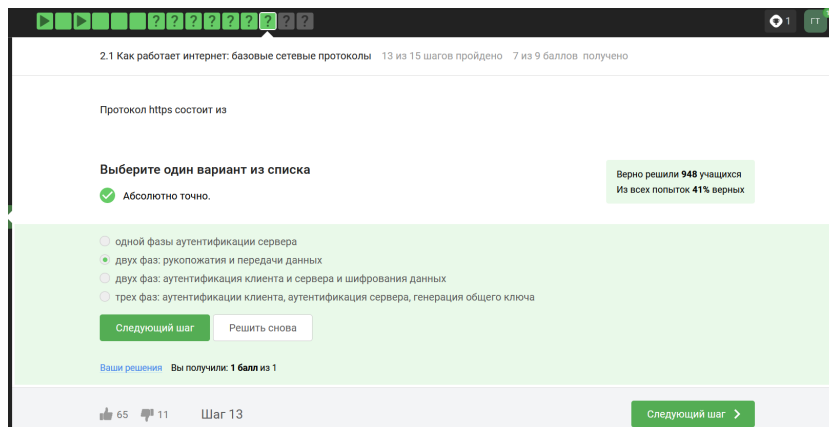 ? ? ? ? ? ? ? ? ?
1
ГТ
2.1 Как работает интернет: базовые сетевые протоколы 13 из 15 шагов пройдено 7 из 9 баллов получено
Протокол https состоит из
Выберите один вариант из списка
Абсолютно точно.
Верно решили 948 учащихся
Из всех попыток 41% верных
одной фазы аутентификации сервера
двух фаз: рукопожатия и передачи данных
двух фаз: аутентификация клиента и сервера и шифрования данных
трех фаз: аутентификации клиента, аутентификация сервера, генерация общего ключа
Следующий шаг Решить снова
Ваши решения Вы получили: 1 балл из 1
65 11 Шаг 13 Следующий шаг